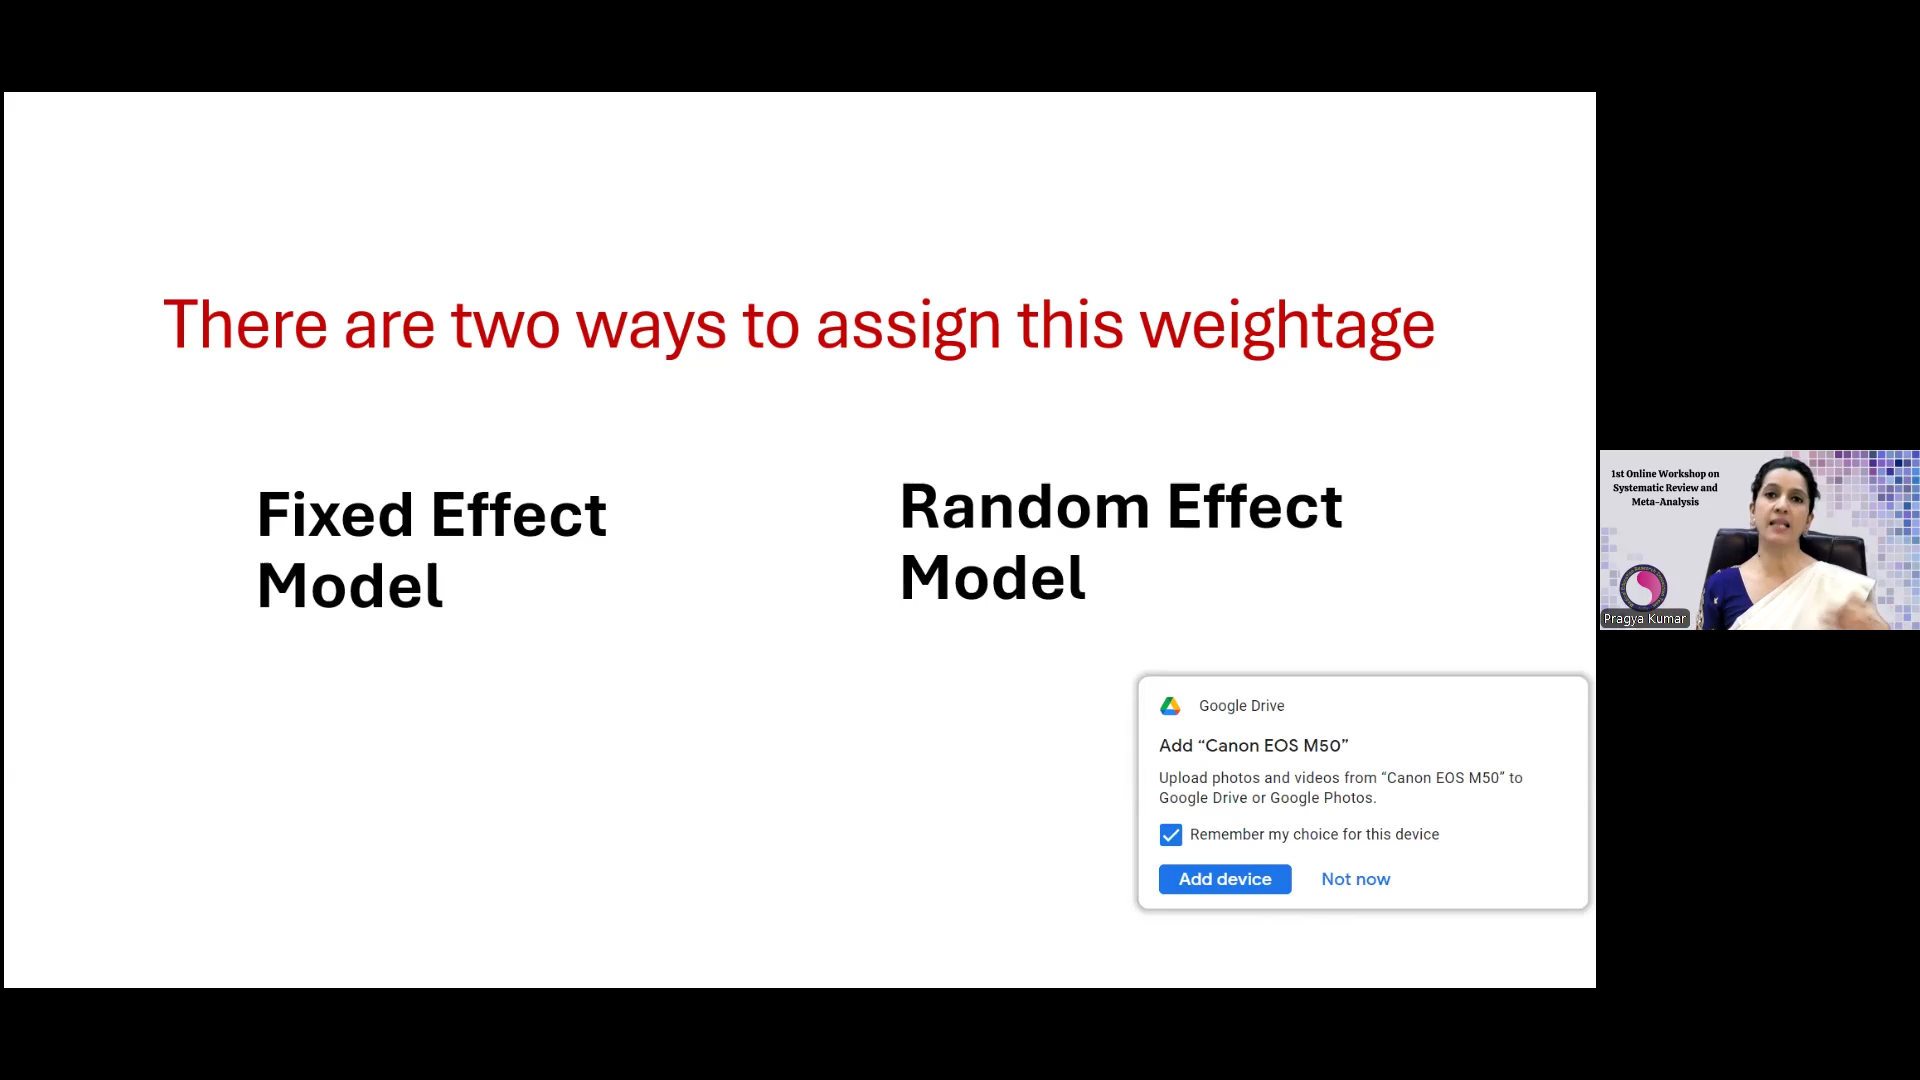 There are two ways to assign this weightage
Fixed Effect
Model
Random Effect
Model
Google Drive
Add “Canon EOS M50”
Upload photos and videos from “Canon EOS M50” to
Google Drive or Google Photos.
Remember my choice for this device
Add device
Not now
1st Online Workshop on
Systematic Review and
Meta-Analysis
Pragya Kumar